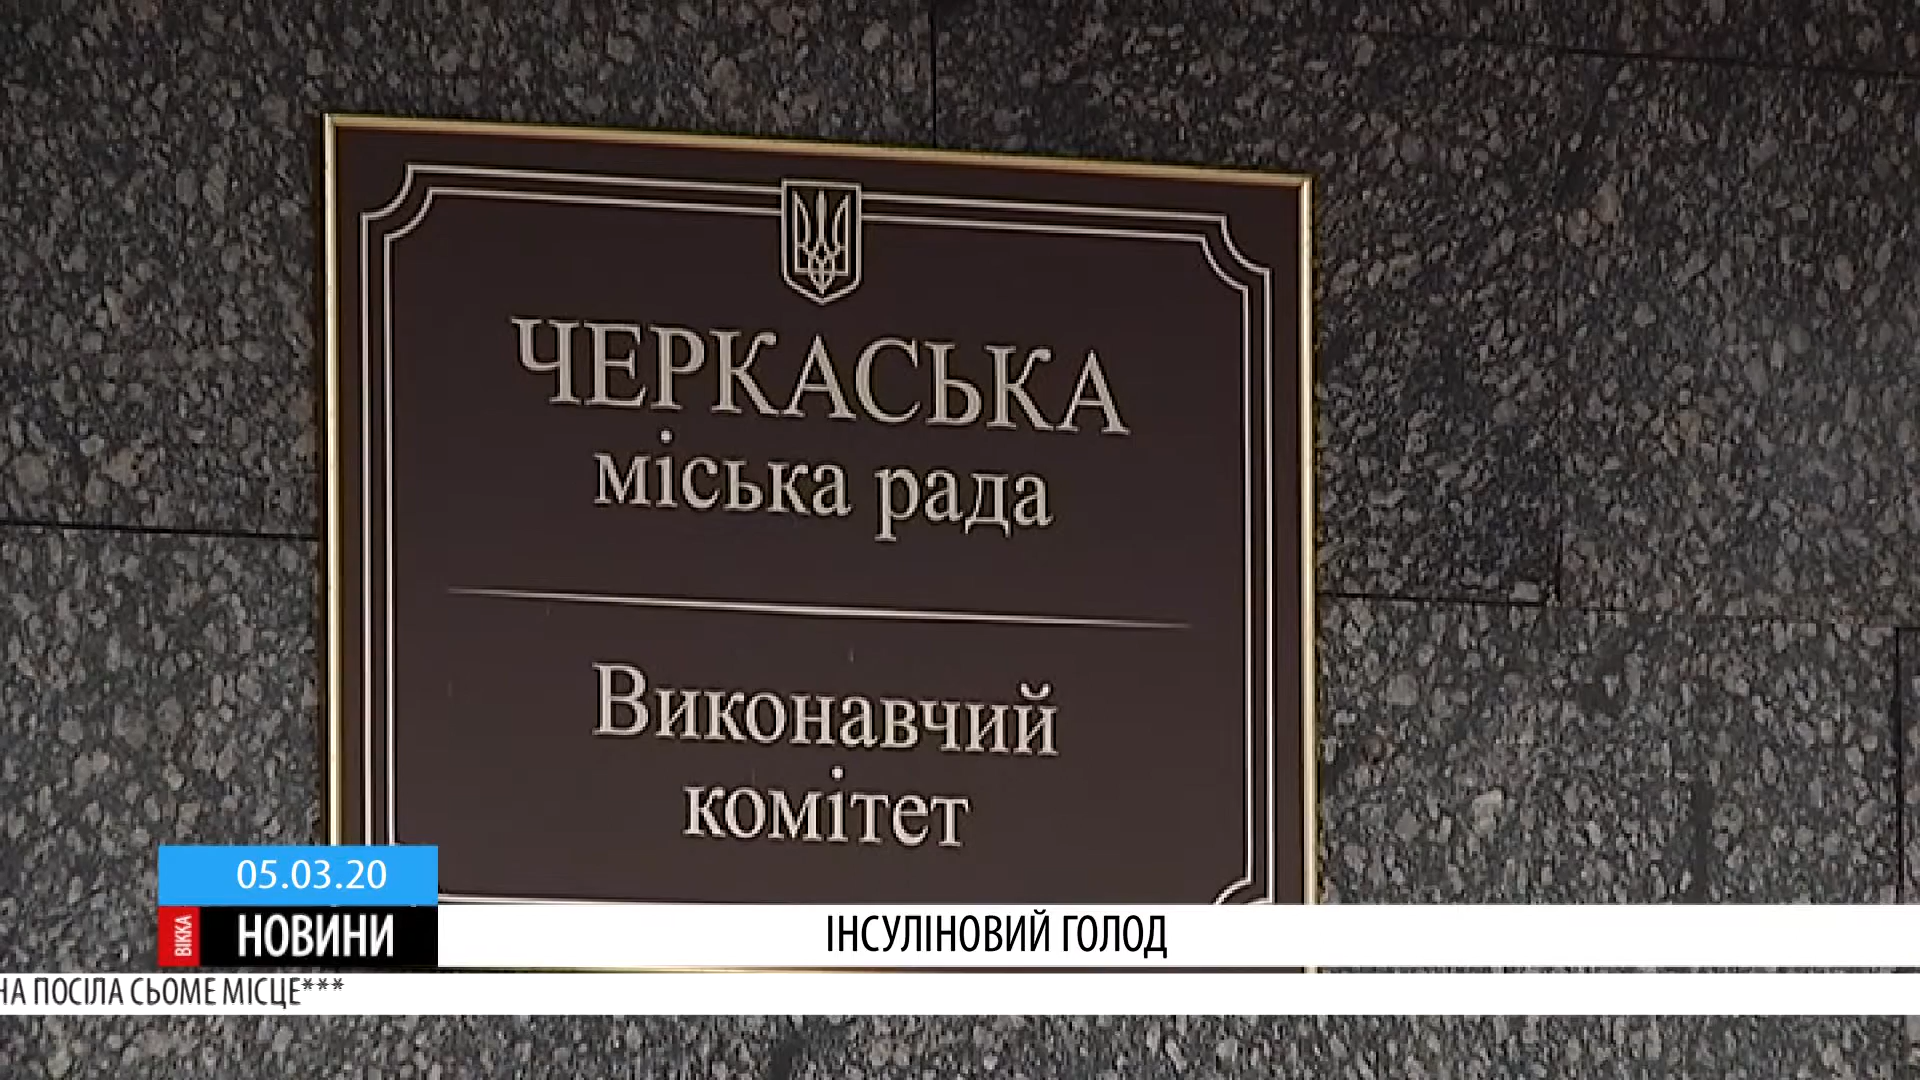 ЧЕРКАСЬКА
міська рада
Виконавчий
комітет
05.03.20
ВІККА
НОВИНИ
ІНСУЛІНОВИЙ ГОЛОД
НА ПОСІЛА СЬОМЕ МІСЦЕ***